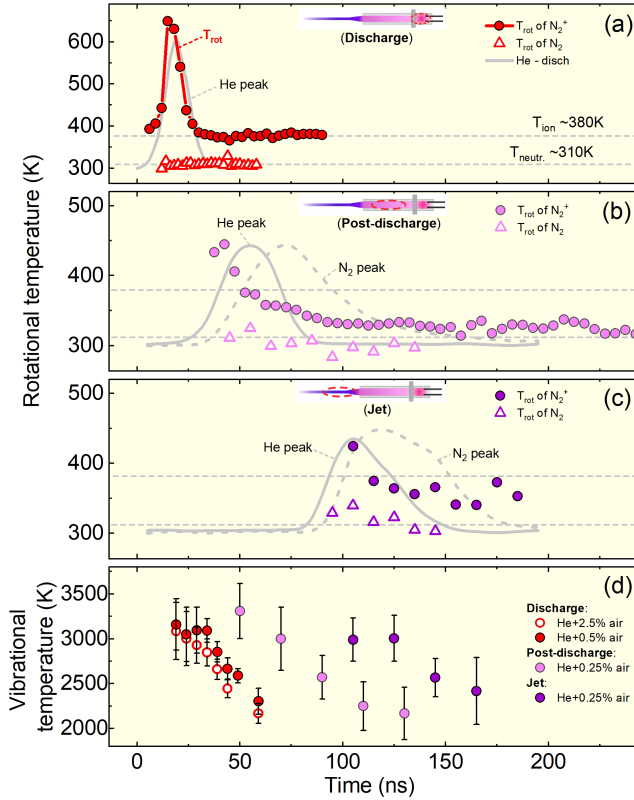 (a)
(Discharge)
T_rot of N₂⁺
T_rot of N₂
He - disch
T_rot
He peak
T_ion ~380K
T_neutr. ~310K
600
500
400
300
(b)
(Post-discharge)
T_rot of N₂⁺
T_rot of N₂
He peak
N₂ peak
500
400
300
Rotational temperature (K)
(c)
(Jet)
T_rot of N₂⁺
T_rot of N₂
He peak
N₂ peak
500
400
300
(d)
Discharge:
He+2.5% air
He+0.5% air
Post-discharge:
He+0.25% air
Jet:
He+0.25% air
3500
3000
2500
2000
Vibrational
temperature (K)
0 50 100 150 200
Time (ns)